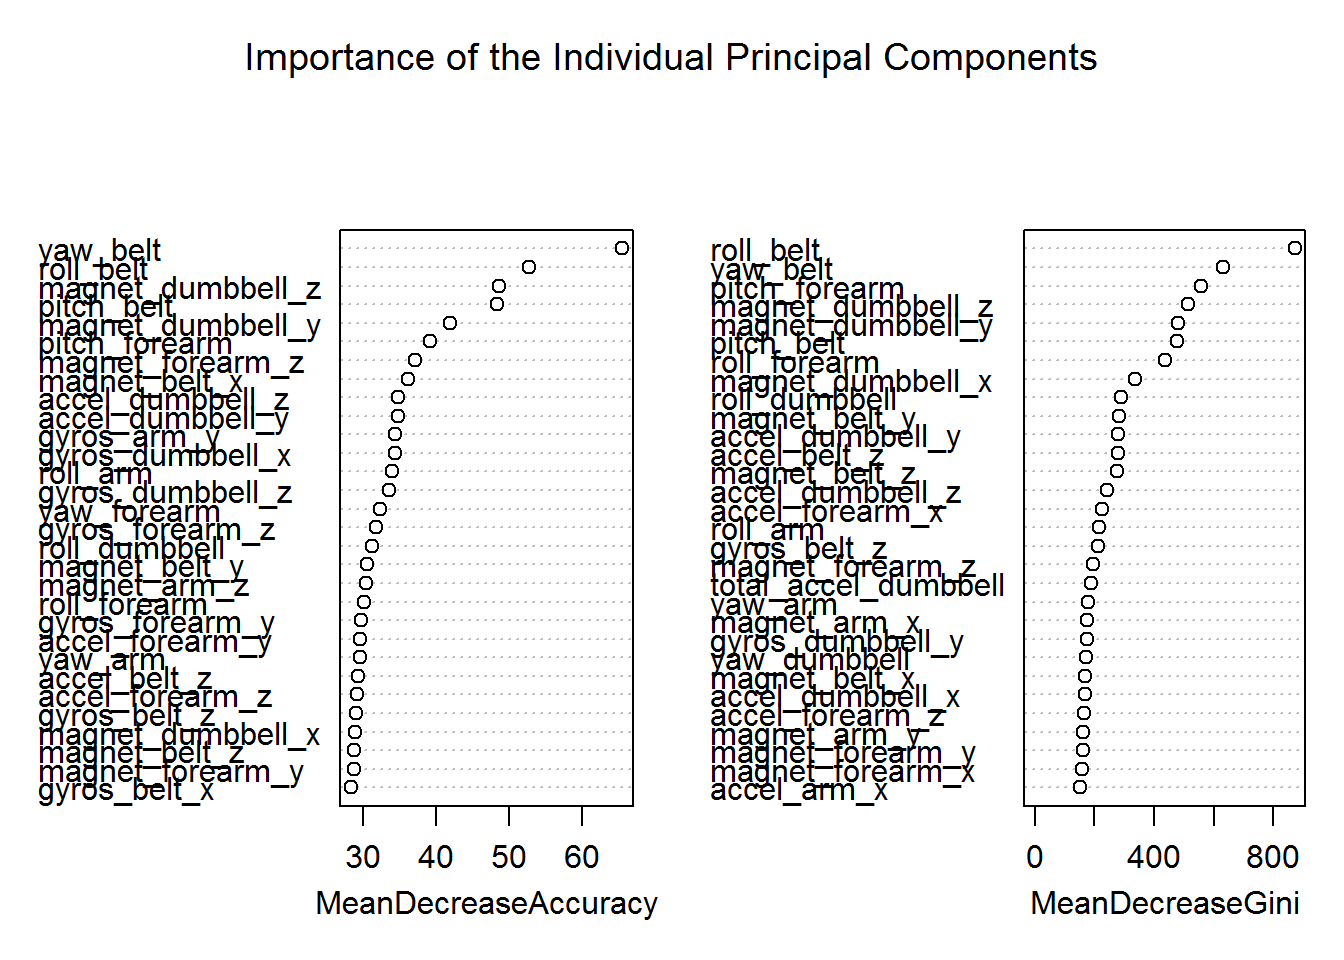 Importance of the Individual Principal Components
yaw_belt
roll_belt
magnet_dumbbell_z
pitch_belt
magnet_dumbbell_y
pitch_forearm
magnet_forearm_z
magnet_belt_x
accel_dumbbell_z
accel_dumbbell_y
gyros_arm_y
gyros_dumbbell_x
roll_arm
gyros_dumbbell_z
yaw_forearm
gyros_forearm_z
roll_dumbbell
magnet_belt_y
magnet_arm_z
roll_forearm
gyros_forearm_y
accel_forearm_y
yaw_arm
accel_belt_z
accel_forearm_z
gyros_belt_z
magnet_dumbbell_x
magnet_belt_z
magnet_forearm_y
gyros_belt_x
30 40 50 60
MeanDecreaseAccuracy
roll_belt
yaw_belt
pitch_forearm
magnet_dumbbell_z
magnet_dumbbell_y
pitch_belt
roll_forearm
magnet_dumbbell_x
roll_dumbbell
magnet_belt_y
accel_dumbbell_y
accel_belt_z
magnet_belt_z
accel_dumbbell_z
accel_forearm_x
roll_arm
gyros_belt_z
magnet_forearm_z
total_accel_dumbbell
yaw_arm
magnet_arm_x
gyros_dumbbell_y
yaw_dumbbell
magnet_belt_x
accel_dumbbell_x
accel_forearm_z
magnet_arm_y
magnet_forearm_y
magnet_forearm_x
accel_arm_x
0 400 800
MeanDecreaseGini